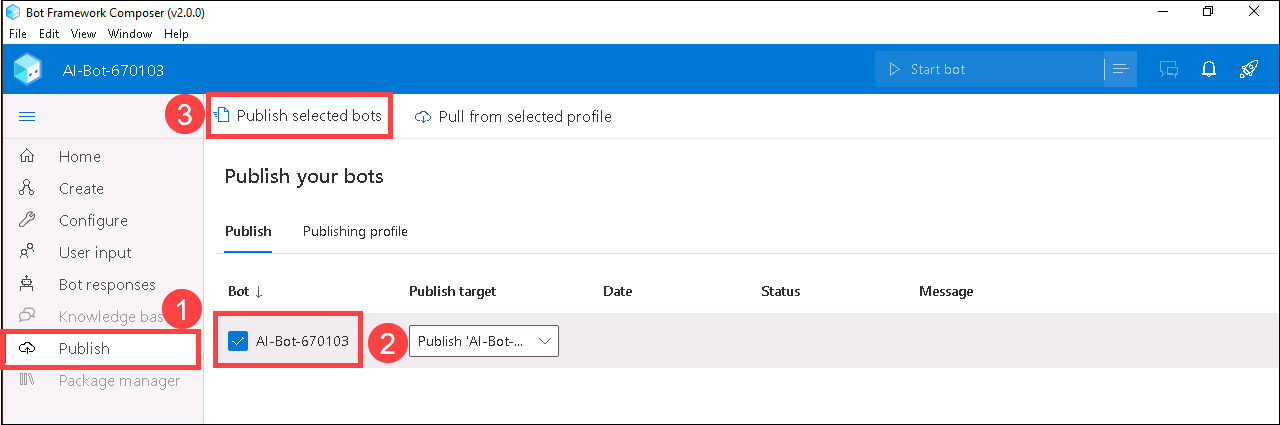 Bot Framework Composer (v2.0.0)
File Edit View Window Help
AI-Bot-670103
Start bot
3
Publish selected bots
Pull from selected profile
Home
Create
Configure
User input
Bot responses
Knowledge bas
1
Publish
Package manager
Publish your bots
Publish Publishing profile
Bot ↓ Publish target Date Status Message
AI-Bot-670103
2
Publish 'AI-Bot-...